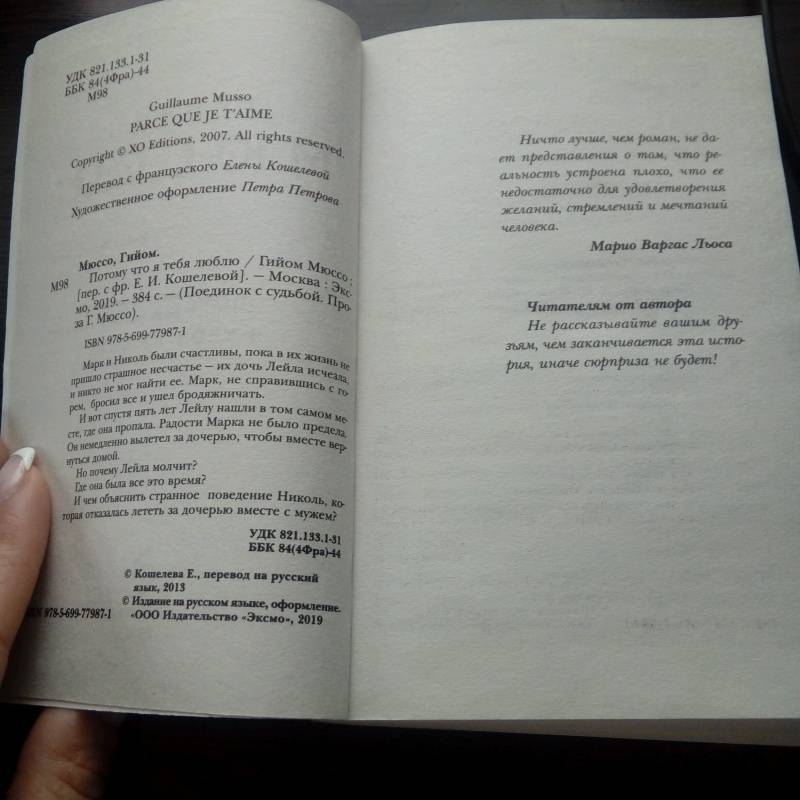 УДК 821.133.1-31
ББК 84(4Фра)-44
М98
Guillaume Musso
PARCE QUE JE T'AIME
Copyright © XO Editions, 2007. All rights reserved.
Перевод с французского Елены Кошелевой
Художественное оформление Петра Петрова
Мюссо, Гийом.
М98 Потому что я тебя люблю / Гийом Мюссо ;
[пер. с фр. Е. И. Кошелевой]. — Москва : Экс-
мо, 2019. – 384 с. — (Поединок с судьбой. Про-
за Г. Мюссо).
ISBN 978-5-699-77987-1
Марк и Николь были счастливы, пока в их жизнь не
пришло страшное несчастье – их дочь Лейла исчезла,
и никто не мог найти ее. Марк, не справившись с го-
рем, бросил все и ушел бродяжничать.
И вот спустя пять лет Лейлу нашли в том самом ме-
сте, где она пропала. Радости Марка не было предела.
Он немедленно вылетел за дочерью, чтобы вместе вер-
нуться домой.
Но почему Лейла молчит?
Где она была все это время?
И чем объяснить странное поведение Николь, ко-
торая отказалась лететь за дочерью вместе с мужем?
УДК 821.133.1-31
ББК 84(4Фра)-44
© Кошелева Е., перевод на русский
язык, 2013
© Издание на русском языке, оформление.
ISBN 978-5-699-77987-1 «ООО Издательство «Эксмо», 2019
Ничто лучше, чем роман, не да-
ет представления о том, что ре-
альность устроена плохо, что ее
недостаточно для удовлетворения
желаний, стремлений и мечтаний
человека.
Марио Варгас Льоса
Читателям от автора
Не рассказывайте вашим дру-
зьям, чем заканчивается эта исто-
рия, иначе сюрприза не будет!